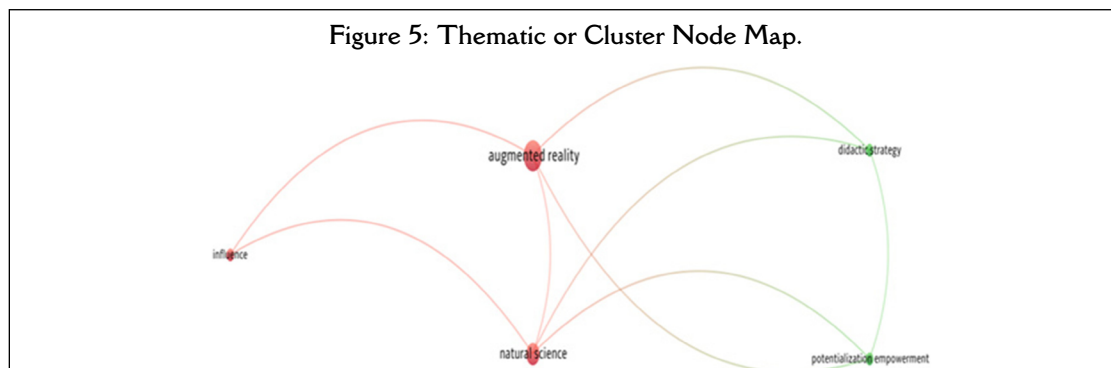 Figure 5: Thematic or Cluster Node Map.
augmented reality
didactic strategy
influence
natural science
potentialization empowerment